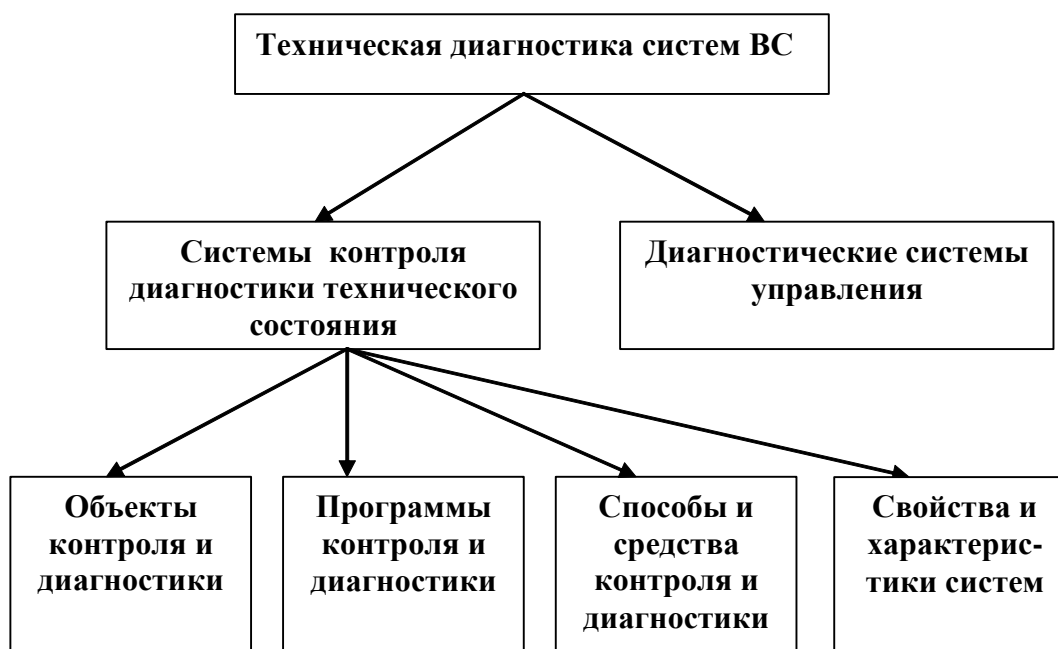 Техническая диагностика систем ВС
Системы контроля
диагностики технического
состояния
Диагностические системы
управления
Объекты
контроля и
диагностики
Программы
контроля и
диагностики
Способы и
средства
контроля и
диагностики
Свойства и
характерис-
тики систем